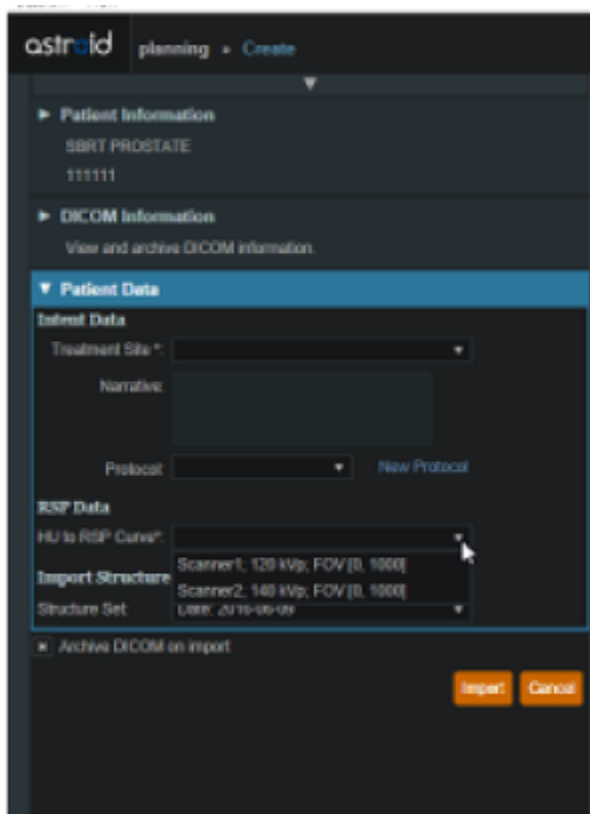 astroid planning » Create
Patient Information
SBRT PROSTATE
111111
DICOM Information
View and archive DICOM information.
Patient Data
Intent Data
Treatment Site *:
Narrative:
Protocol: New Protocol
RSP Data
HU to RSP Curve*:
Scanner1; 120 kVp; FOV [0, 1000]
Import Structure
Scanner2; 140 kVp; FOV [0, 1000]
Structure Set: Date: 2016-06-09
Archive DICOM on import
Import Cancel